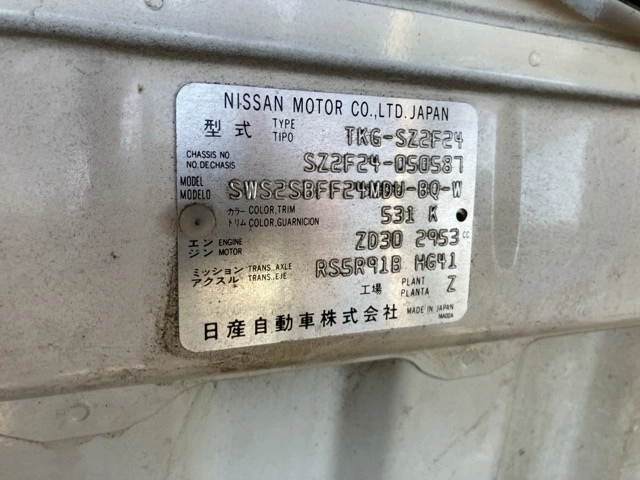 NISSAN MOTOR CO.,LTD. JAPAN
型式 TYPE TIPO TKG-SZ2F24
CHASSIS NO NO. DE CHASIS SZ2F24-050587
MODEL MODELO SWS2SBFF24MDU-BQ-W
カラー トリム COLOR, TRIM COLOR, GUARNICION 531 K
エンジン ENGINE MOTOR ZD30 2953 cc
ミッション アクスル TRANS., AXLE TRANS., EJE RS5R91B HG41
工場 PLANT PLANTA Z
日産自動車株式会社 MADE IN JAPAN